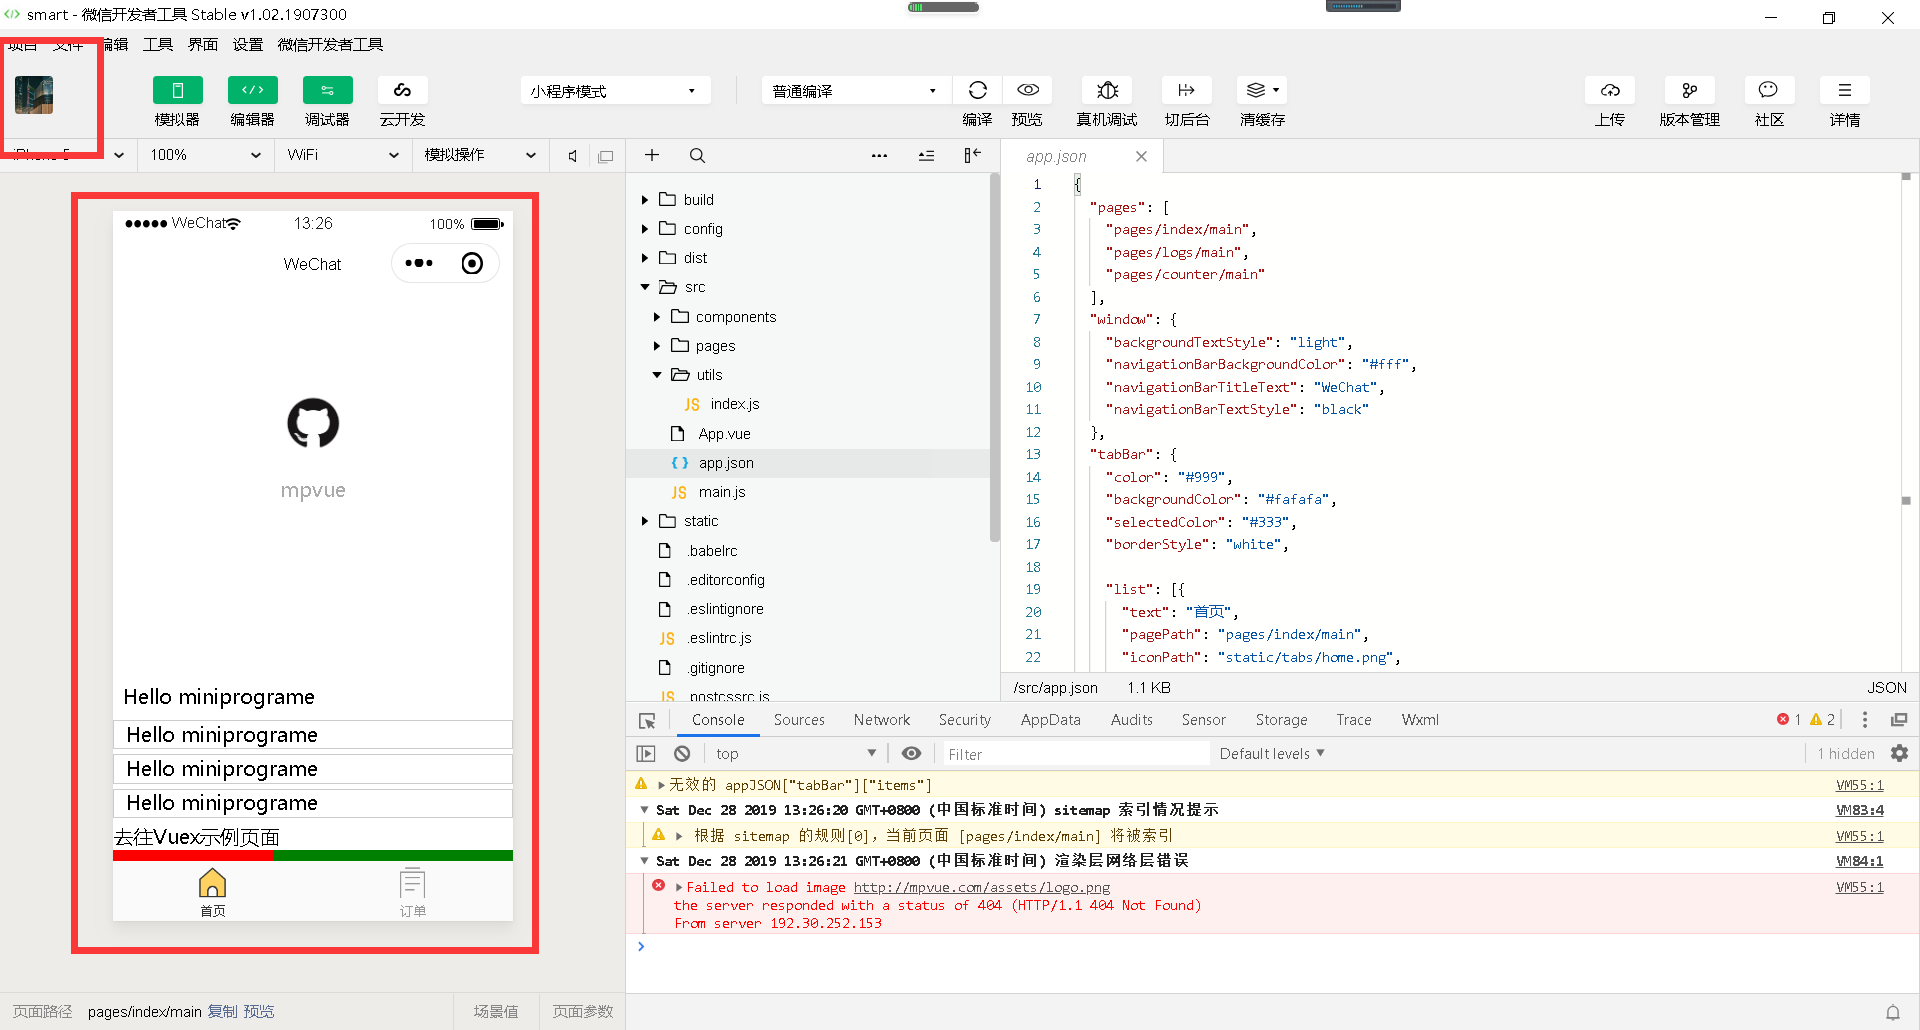 smart - 微信开发者工具 Stable v1.02.1907300
项目 文件 编辑 工具 界面 设置 微信开发者工具
模拟器 编辑器 调试器 云开发
小程序模式
普通编译
编译 预览 真机调试 切后台 清缓存
上传 版本管理 社区 详情
iPhone 5 100% WiFi 模拟操作
WeChat 13:26 100%
WeChat
mpvue
Hello miniprograme
Hello miniprograme
Hello miniprograme
Hello miniprograme
去往Vuex示例页面
首页 订单
页面路径 pages/index/main 复制 预览 场景值 页面参数
build
config
dist
src
components
pages
utils
JS index.js
App.vue
{ } app.json
JS main.js
static
.babelrc
.editorconfig
.eslintignore
JS .eslintrc.js
.gitignore
JS .postcssrc.js
app.json
1 {
2 "pages": [
3 "pages/index/main",
4 "pages/logs/main",
5 "pages/counter/main"
6 ],
7 "window": {
8 "backgroundTextStyle": "light",
9 "navigationBarBackgroundColor": "#fff",
10 "navigationBarTitleText": "WeChat",
11 "navigationBarTextStyle": "black"
12 },
13 "tabBar": {
14 "color": "#999",
15 "backgroundColor": "#fafafa",
16 "selectedColor": "#333",
17 "borderStyle": "white",
18
19 "list": [{
20 "text": "首页",
21 "pagePath": "pages/index/main",
22 "iconPath": "static/tabs/home.png",
/src/app.json 1.1 KB JSON
Console Sources Network Security AppData Audits Sensor Storage Trace Wxml 1 2
top Filter Default levels 1 hidden
无效的 appJSON["tabBar"]["items"] VM55:1
Sat Dec 28 2019 13:26:20 GMT+0800 (中国标准时间) sitemap 索引情况提示 VM83:4
根据 sitemap 的规则[0]，当前页面 [pages/index/main] 将被索引 VM55:1
Sat Dec 28 2019 13:26:21 GMT+0800 (中国标准时间) 渲染层网络层错误 VM84:1
Failed to load image http://mpvue.com/assets/logo.png VM55:1
the server responded with a status of 404 (HTTP/1.1 404 Not Found)
From server 192.30.252.153